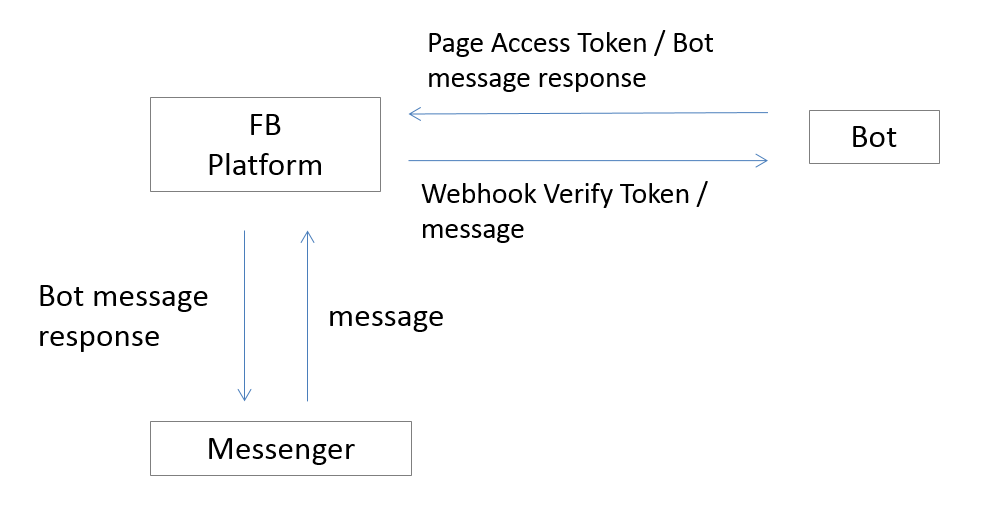 Page Access Token / Bot
message response
FB
Platform
Bot
Webhook Verify Token /
message
Bot message
response
message
Messenger